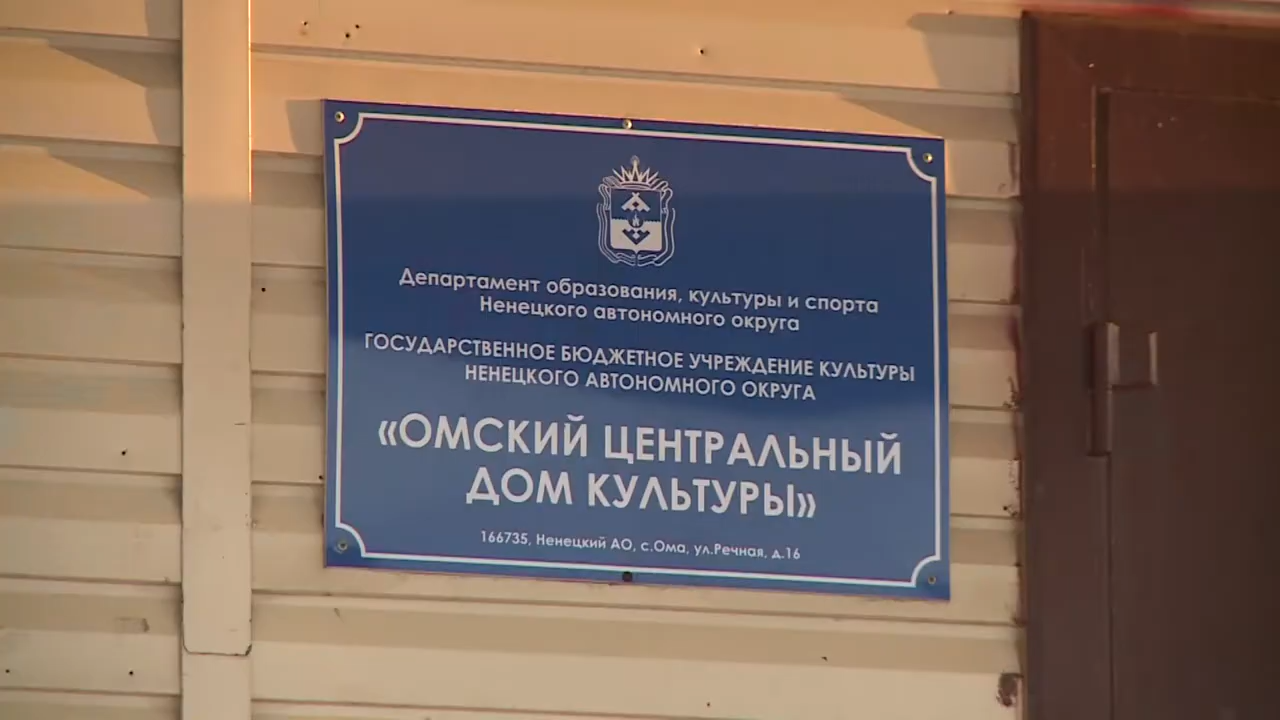 Департамент образования, культуры и спорта
Ненецкого автономного округа
ГОСУДАРСТВЕННОЕ БЮДЖЕТНОЕ УЧРЕЖДЕНИЕ КУЛЬТУРЫ
НЕНЕЦКОГО АВТОНОМНОГО ОКРУГА
«ОМСКИЙ ЦЕНТРАЛЬНЫЙ
ДОМ КУЛЬТУРЫ»
166735, Ненецкий АО, с.Ома, ул.Речная, д.16